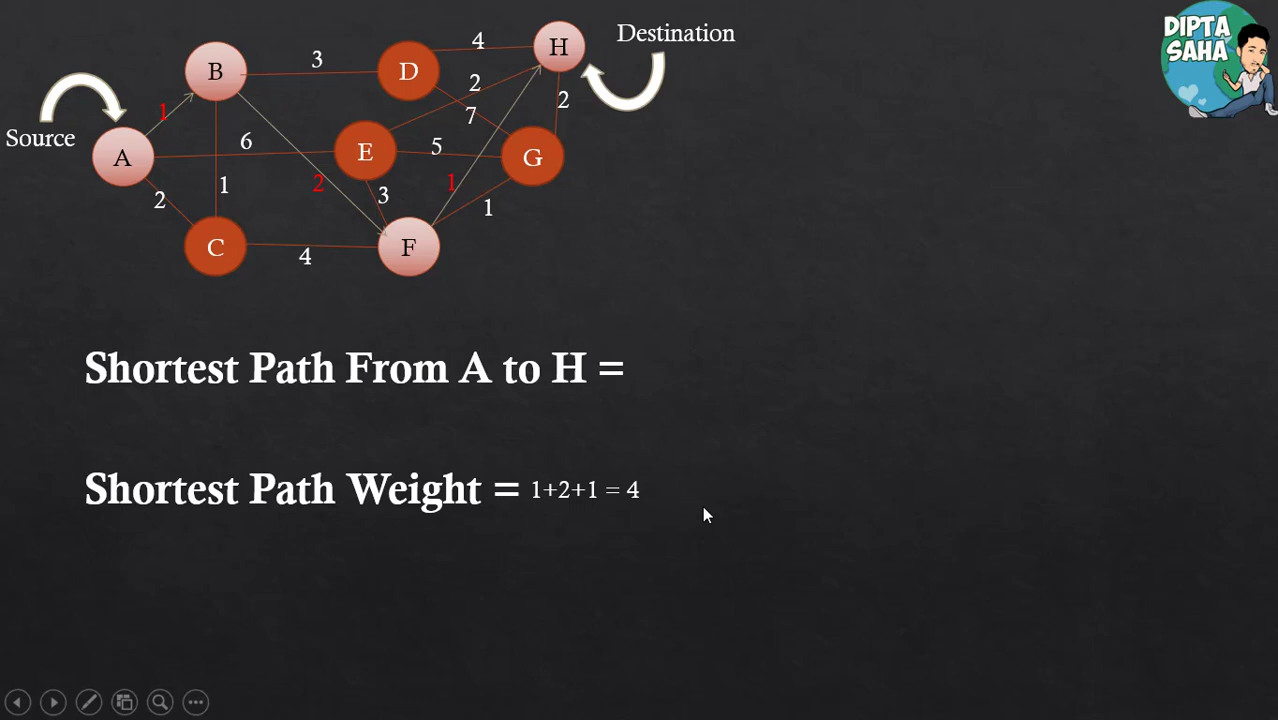 DIPTA
SAHA
Destination
Source
A
B
C
D
E
F
G
H
1
3
4
2
7
2
6
5
2
1
3
1
2
1
4
Shortest Path From A to H =
Shortest Path Weight = 1+2+1 = 4